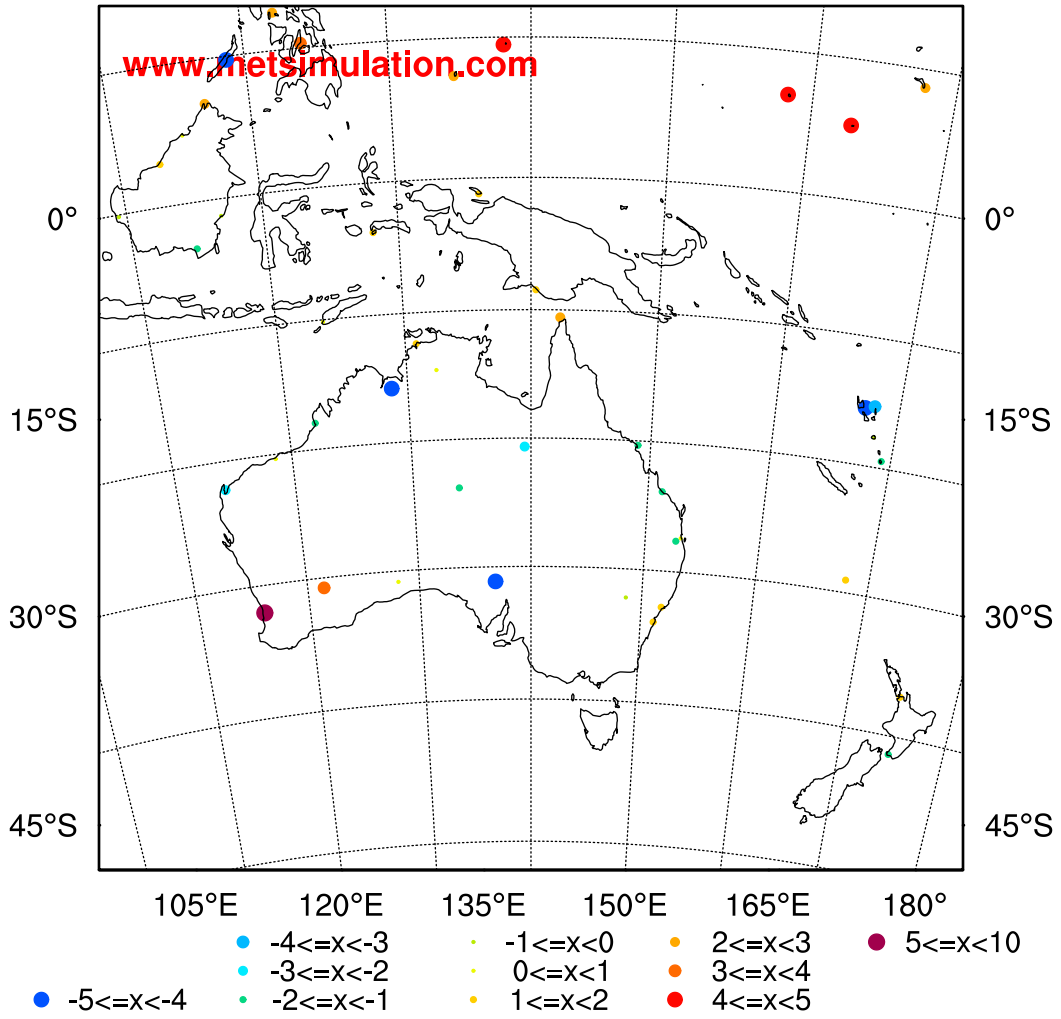 www.metsimulation.com
0° 0°
15°S 15°S
30°S 30°S
45°S 45°S
105°E 120°E 135°E 150°E 165°E 180°
-4<=x<-3 -1<=x<0 2<=x<3 5<=x<10
-3<=x<-2 0<=x<1 3<=x<4
-5<=x<-4 -2<=x<-1 1<=x<2 4<=x<5